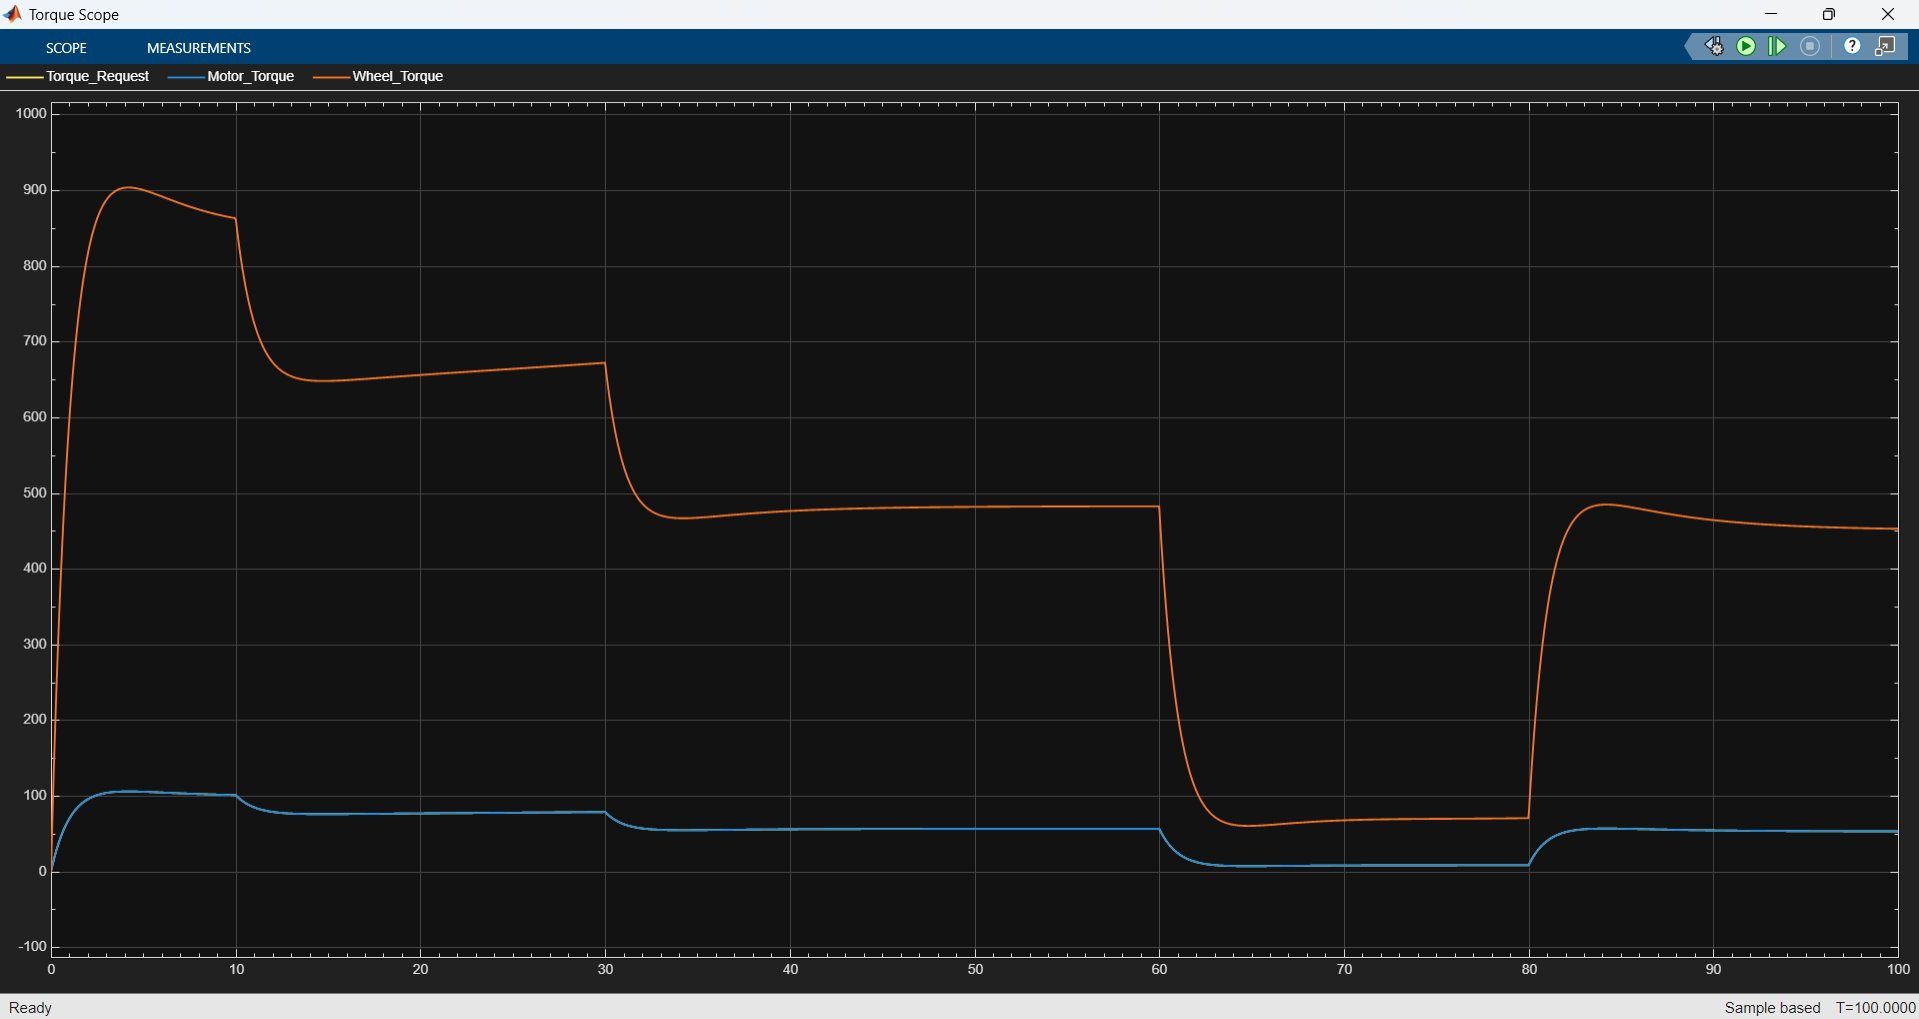 Torque Scope
SCOPE MEASUREMENTS
Torque_Request Motor_Torque Wheel_Torque
1000
900
800
700
600
500
400
300
200
100
0
-100
0 10 20 30 40 50 60 70 80 90 100
Ready Sample based T=100.0000